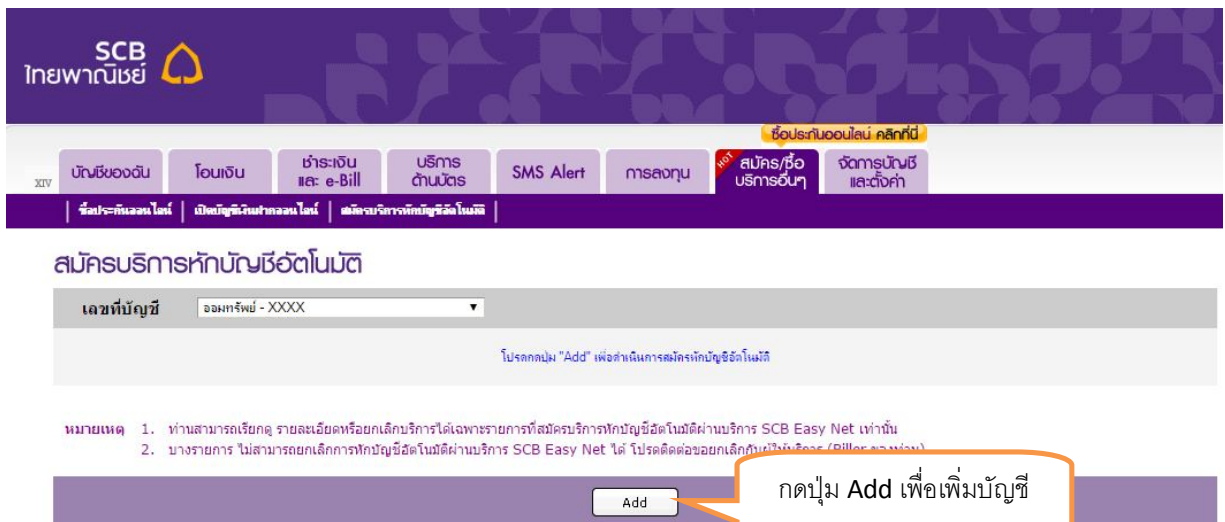 SCB
ไทยพาณิชย์
ซื้อประกันออนไลน์ คลิกที่นี่
XIV บัญชีของฉัน โอนเงิน ชำระเงิน และ e-Bill บริการ ด้านบัตร SMS Alert การลงทุน HOT สมัคร/ซื้อ บริการอื่นๆ จัดการบัญชี และตั้งค่า
ซื้อประกันออนไลน์ | เปิดบัญชีเงินฝากออนไลน์ | สมัครบริการหักบัญชีอัตโนมัติ |
สมัครบริการหักบัญชีอัตโนมัติ
เลขที่บัญชี ออมทรัพย์ - XXXX
โปรดกดปุ่ม "Add" เพื่อดำเนินการสมัครหักบัญชีอัตโนมัติ
หมายเหตุ 1. ท่านสามารถเรียกดู รายละเอียดหรือยกเลิกบริการได้เฉพาะรายการที่สมัครบริการหักบัญชีอัตโนมัติผ่านบริการ SCB Easy Net เท่านั้น
2. บางรายการ ไม่สามารถยกเลิกการหักบัญชีอัตโนมัติผ่านบริการ SCB Easy Net ได้ โปรดติดต่อขอยกเลิกกับผู้ให้บริการ (Biller ของท่าน)
Add
กดปุ่ม Add เพื่อเพิ่มบัญชี